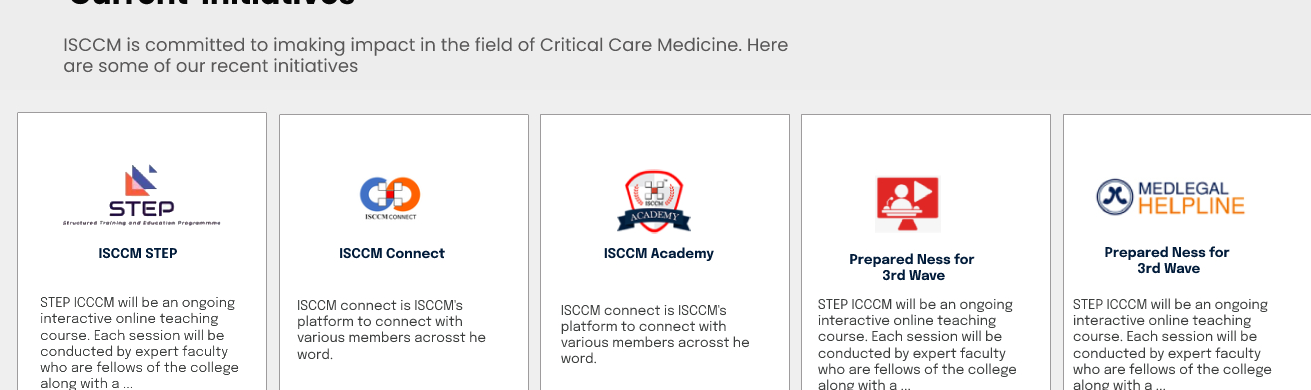 Current Initiatives
ISCCM is committed to imaking impact in the field of Critical Care Medicine. Here
are some of our recent initiatives
STEP
Structured Training and Education Programmme
ISCCM STEP
STEP ICCCM will be an ongoing
interactive online teaching
course. Each session will be
conducted by expert faculty
who are fellows of the college
along with a ...
ISCCM CONNECT
ISCCM Connect
ISCCM connect is ISCCM's
platform to connect with
various members acrosst he
word.
ISCCM
ACADEMY
ISCCM Academy
ISCCM connect is ISCCM's
platform to connect with
various members acrosst he
word.
Prepared Ness for
3rd Wave
STEP ICCCM will be an ongoing
interactive online teaching
course. Each session will be
conducted by expert faculty
who are fellows of the college
along with a ...
MEDLEGAL
HELPLINE
Prepared Ness for
3rd Wave
STEP ICCCM will be an ongoing
interactive online teaching
course. Each session will be
conducted by expert faculty
who are fellows of the college
along with a ...